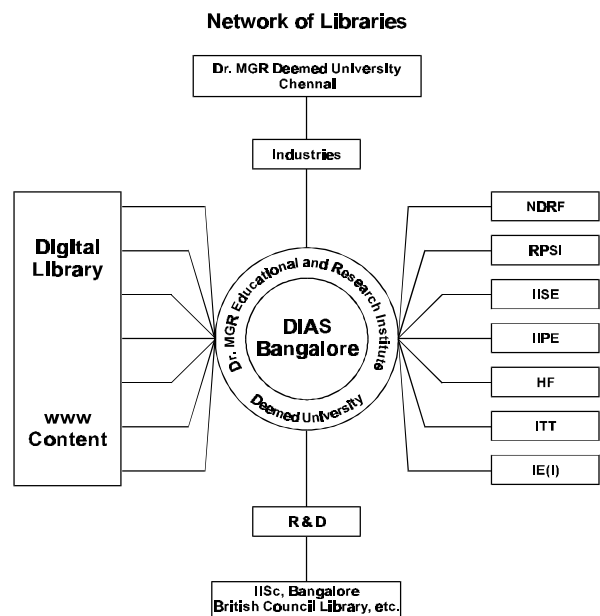 Network of Libraries
Dr. MGR Deemed University
Chennai
Industries
Digital
Library
www
Content
Dr. MGR Educational and Research Institute
Deemed University
DIAS
Bangalore
NDRF
RPSI
IISE
IIPE
HF
ITT
IE(I)
R & D
IISc, Bangalore
British Council Library, etc.